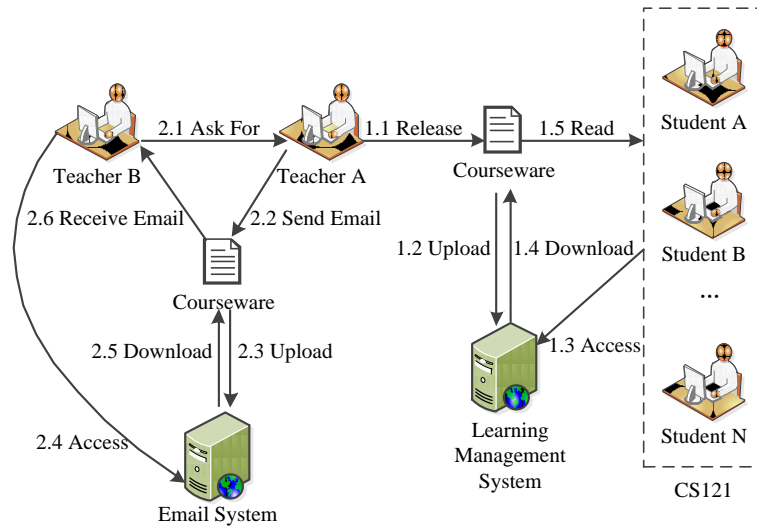 Student A
2.1 Ask For
1.1 Release
1.5 Read
Teacher B
Teacher A
Courseware
2.6 Receive Email
2.2 Send Email
1.2 Upload
1.4 Download
Student B
...
Courseware
2.5 Download
2.3 Upload
1.3 Access
Student N
2.4 Access
Learning
Management
System
CS121
Email System